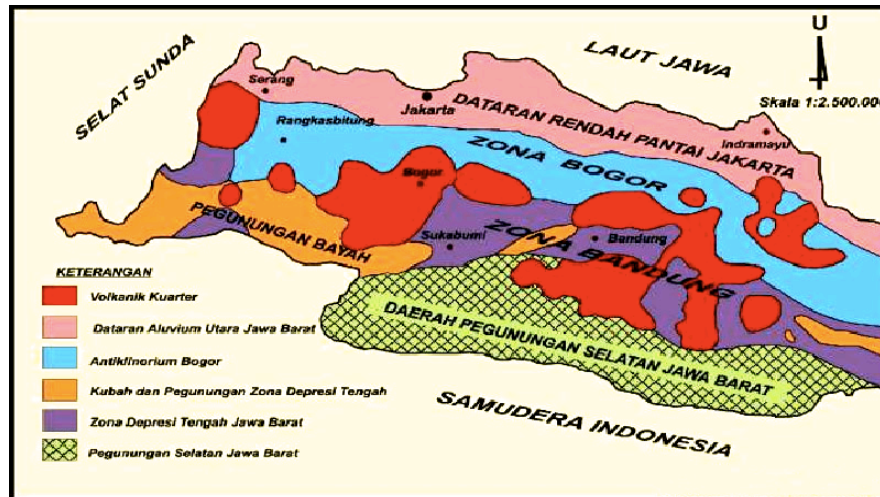 U
LAUT JAWA
SELAT SUNDA
Skala 1:2.500.000
Serang
Jakarta
DATARAN RENDAH PANTAI JAKARTA
Indramayu
Rangkasbitung
ZONA BOGOR
Bogor
PEGUNUNGAN BAYAH
Sukabumi
Bandung
ZONA BANDUNG
DAERAH PEGUNUNGAN SELATAN JAWA BARAT
SAMUDERA INDONESIA
KETERANGAN
Volkanik Kuarter
Dataran Aluvium Utara Jawa Barat
Antiklinorium Bogor
Kubah dan Pegunungan Zona Depresi Tengah
Zona Depresi Tengah Jawa Barat
Pegunungan Selatan Jawa Barat